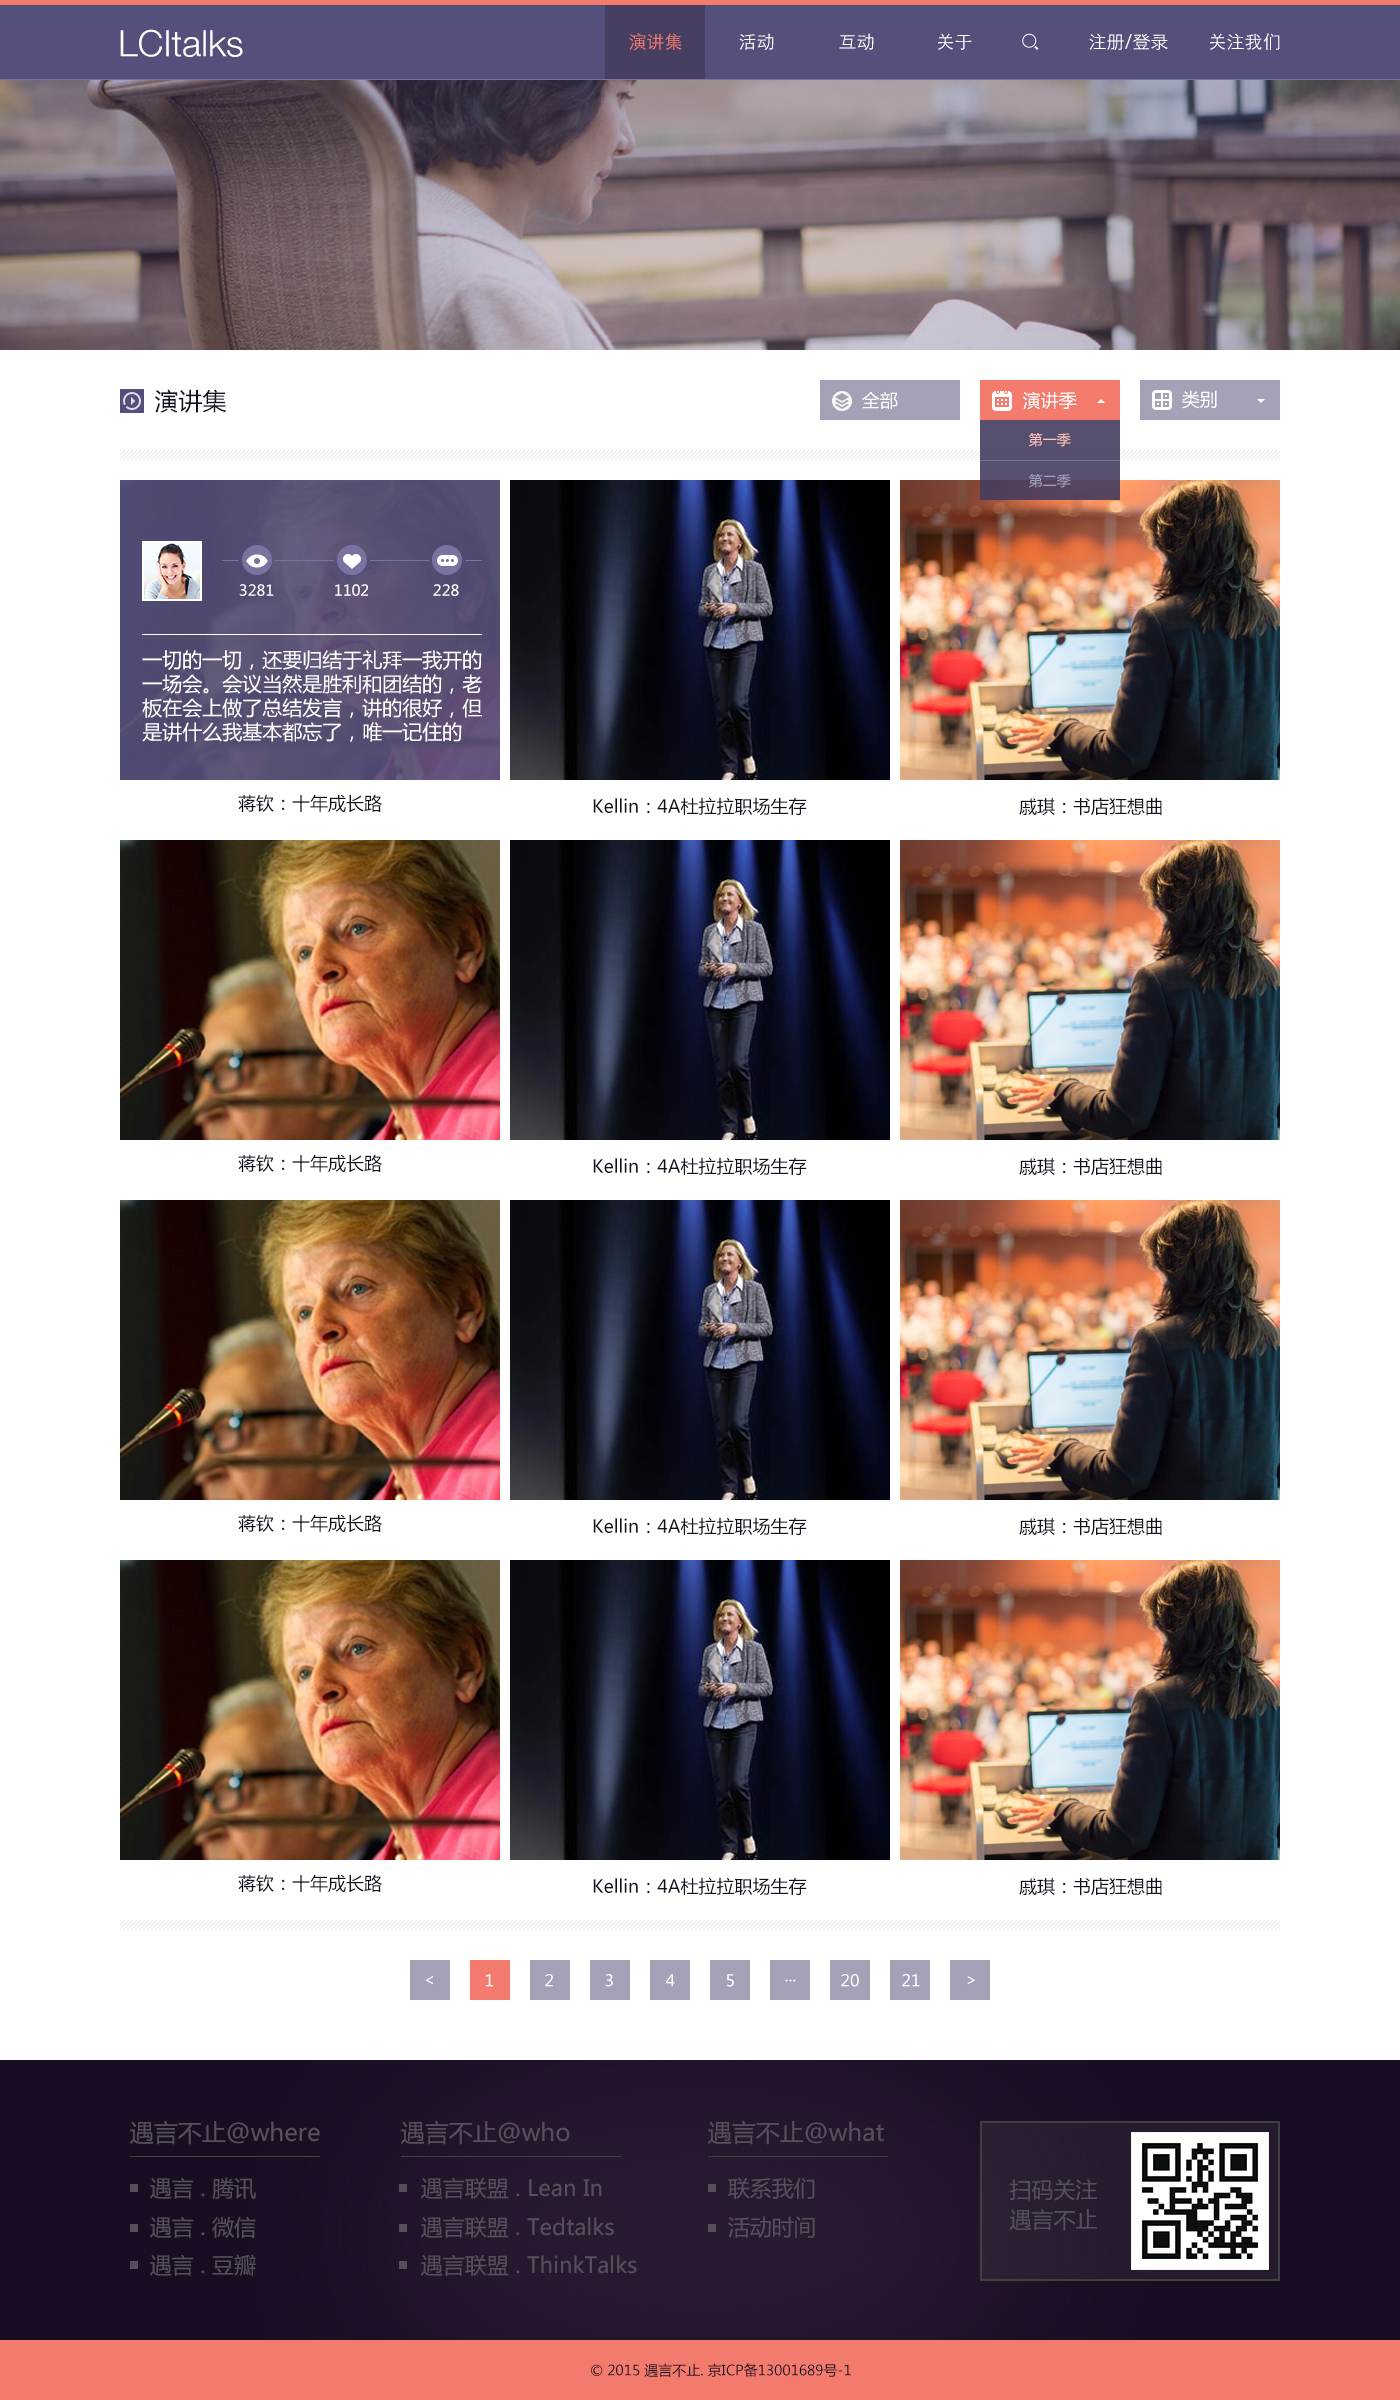 LCItalks
演讲集
活动
互动
关于
注册/登录
关注我们
演讲集
全部
演讲季
类别
第一季
第二季
3281
1102
228
一切的一切，还要归结于礼拜一我开的
一场会。会议当然是胜利和团结的，老
板在会上做了总结发言，讲的很好，但
是讲什么我基本都忘了，唯一记住的
蒋钦：十年成长路
Kellin：4A杜拉拉职场生存
戚琪：书店狂想曲
蒋钦：十年成长路
Kellin：4A杜拉拉职场生存
戚琪：书店狂想曲
蒋钦：十年成长路
Kellin：4A杜拉拉职场生存
戚琪：书店狂想曲
蒋钦：十年成长路
Kellin：4A杜拉拉职场生存
戚琪：书店狂想曲
< 1 2 3 4 5 ... 20 21 >
遇言不止@where
遇言 . 腾讯
遇言 . 微信
遇言 . 豆瓣
遇言不止@who
遇言联盟 . Lean In
遇言联盟 . Tedtalks
遇言联盟 . ThinkTalks
遇言不止@what
联系我们
活动时间
扫码关注
遇言不止
© 2015 遇言不止. 京ICP备13001689号-1